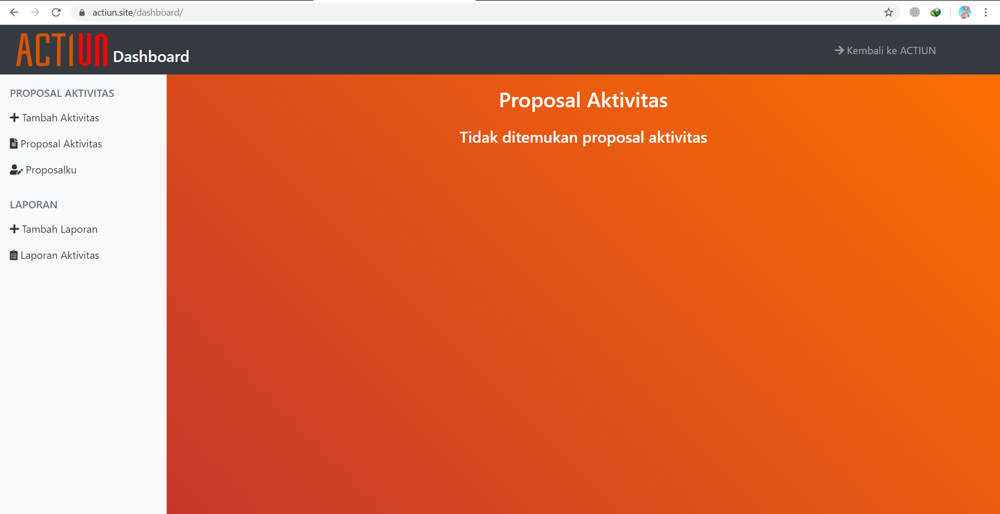 actiun.site/dashboard/
ACTIUN Dashboard
Kembali ke ACTIUN
PROPOSAL AKTIVITAS
Tambah Aktivitas
Proposal Aktivitas
Proposalku
LAPORAN
Tambah Laporan
Laporan Aktivitas
Proposal Aktivitas
Tidak ditemukan proposal aktivitas